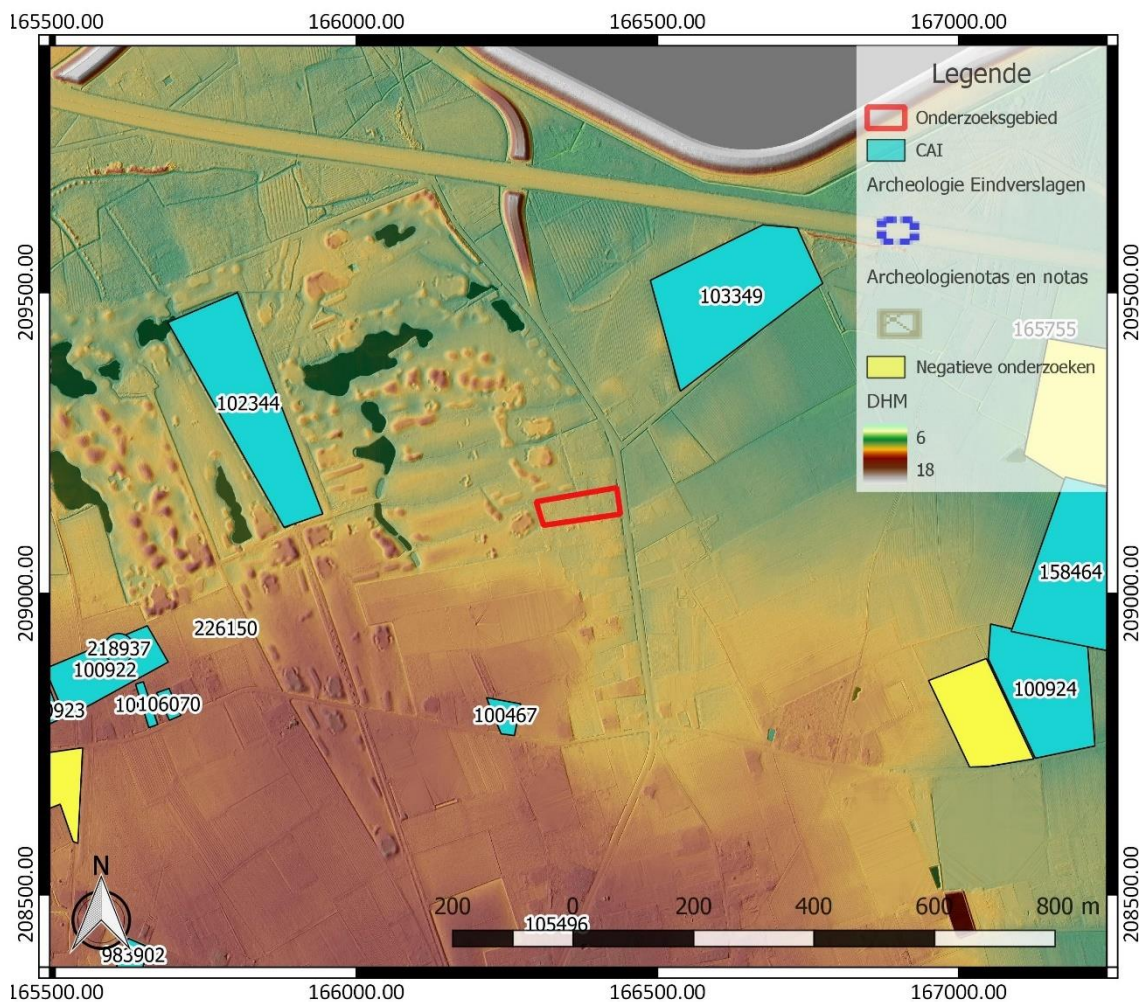 165500.00 166000.00 166500.00 167000.00
Legende
Onderzoeksgebied
CAI
Archeologie Eindverslagen
Archeologienotas en notas
Negatieve onderzoeken
DHM
6
18
209500.00
209500.00
103349
165755
102344
209000.00
209000.00
158464
226150
218937
100922
100924
106070
100467
208500.00
208500.00
N
200 0 200 400 600 800 m
105496
983902
165500.00 166000.00 166500.00 167000.00